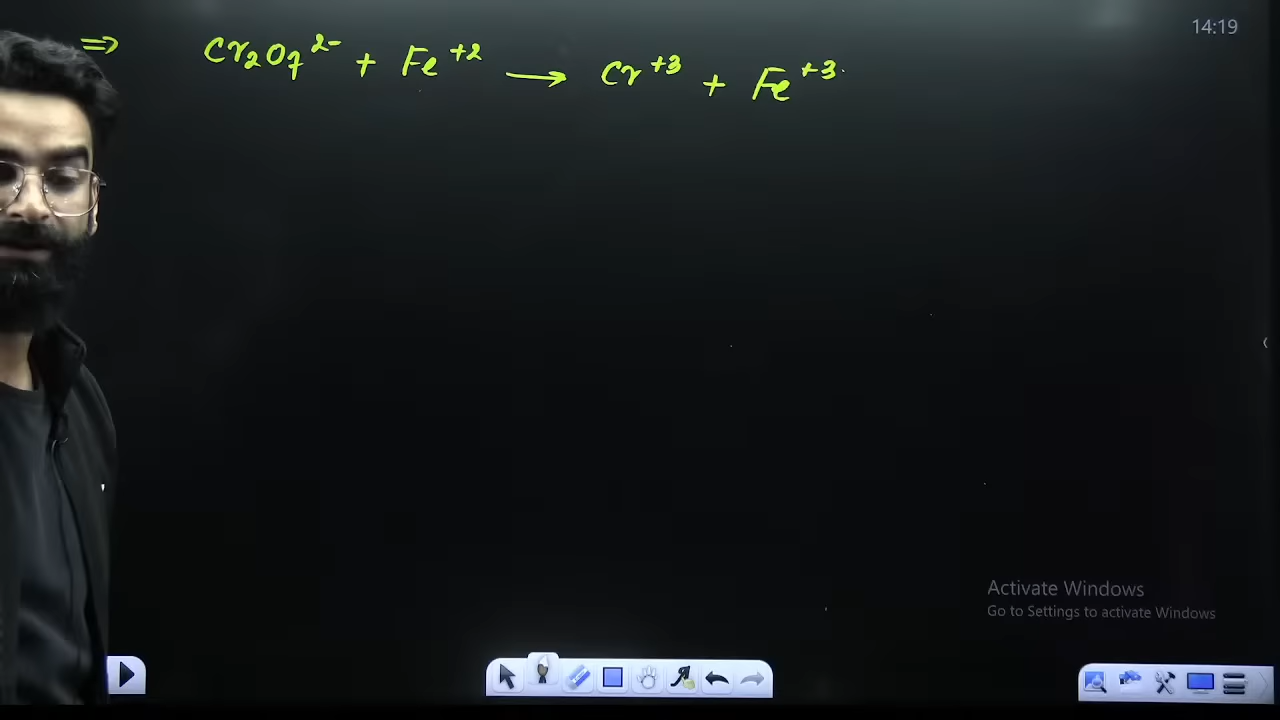 14:19
⇒ Cr₂O₇²⁻ + Fe⁺² ⟶ Cr⁺³ + Fe⁺³
Activate Windows
Go to Settings to activate Windows